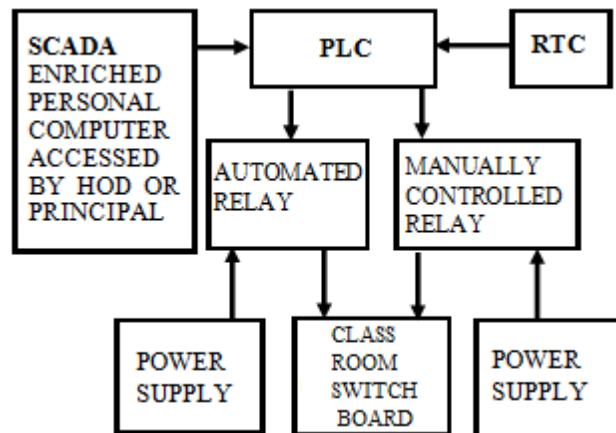 SCADA
ENRICHED
PERSONAL
COMPUTER
ACCESSED
BY HOD OR
PRINCIPAL
PLC
RTC
AUTOMATED
RELAY
MANUALLY
CONTROLLED
RELAY
POWER
SUPPLY
CLASS
ROOM
SWITCH
BOARD
POWER
SUPPLY